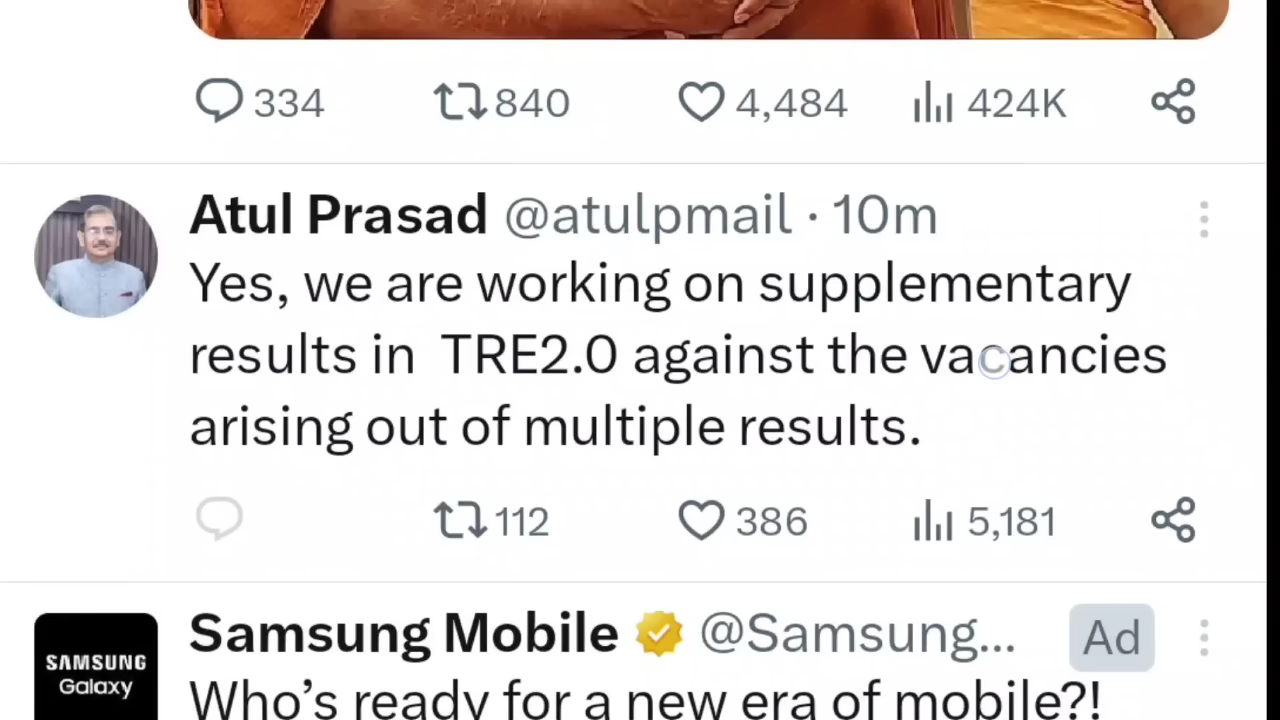 334 840 4,484 424K
Atul Prasad @atulpmail · 10m
Yes, we are working on supplementary
results in TRE2.0 against the vacancies
arising out of multiple results.
112 386 5,181
Samsung Mobile @Samsung... Ad
SAMSUNG
Galaxy
Who's ready for a new era of mobile?!